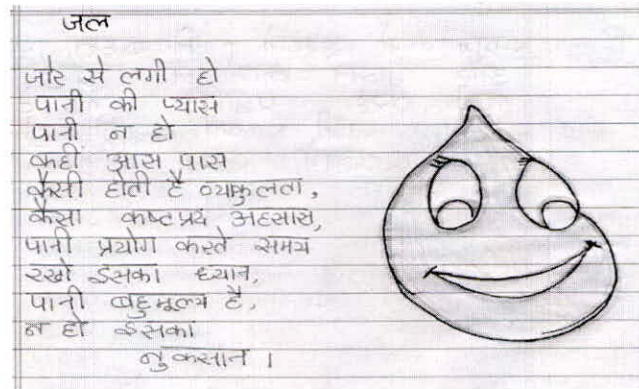 जल
जोर से लगी हो
पानी की प्यास
पानी न हो
कहीं आस पास
कैसी होती है व्याकुलता,
कैसा कष्टप्रद अहसास,
पानी प्रयोग करते समय
रखो इसका ध्यान,
पानी बहुमूल्य है,
न हो इसका
नुकसान ।